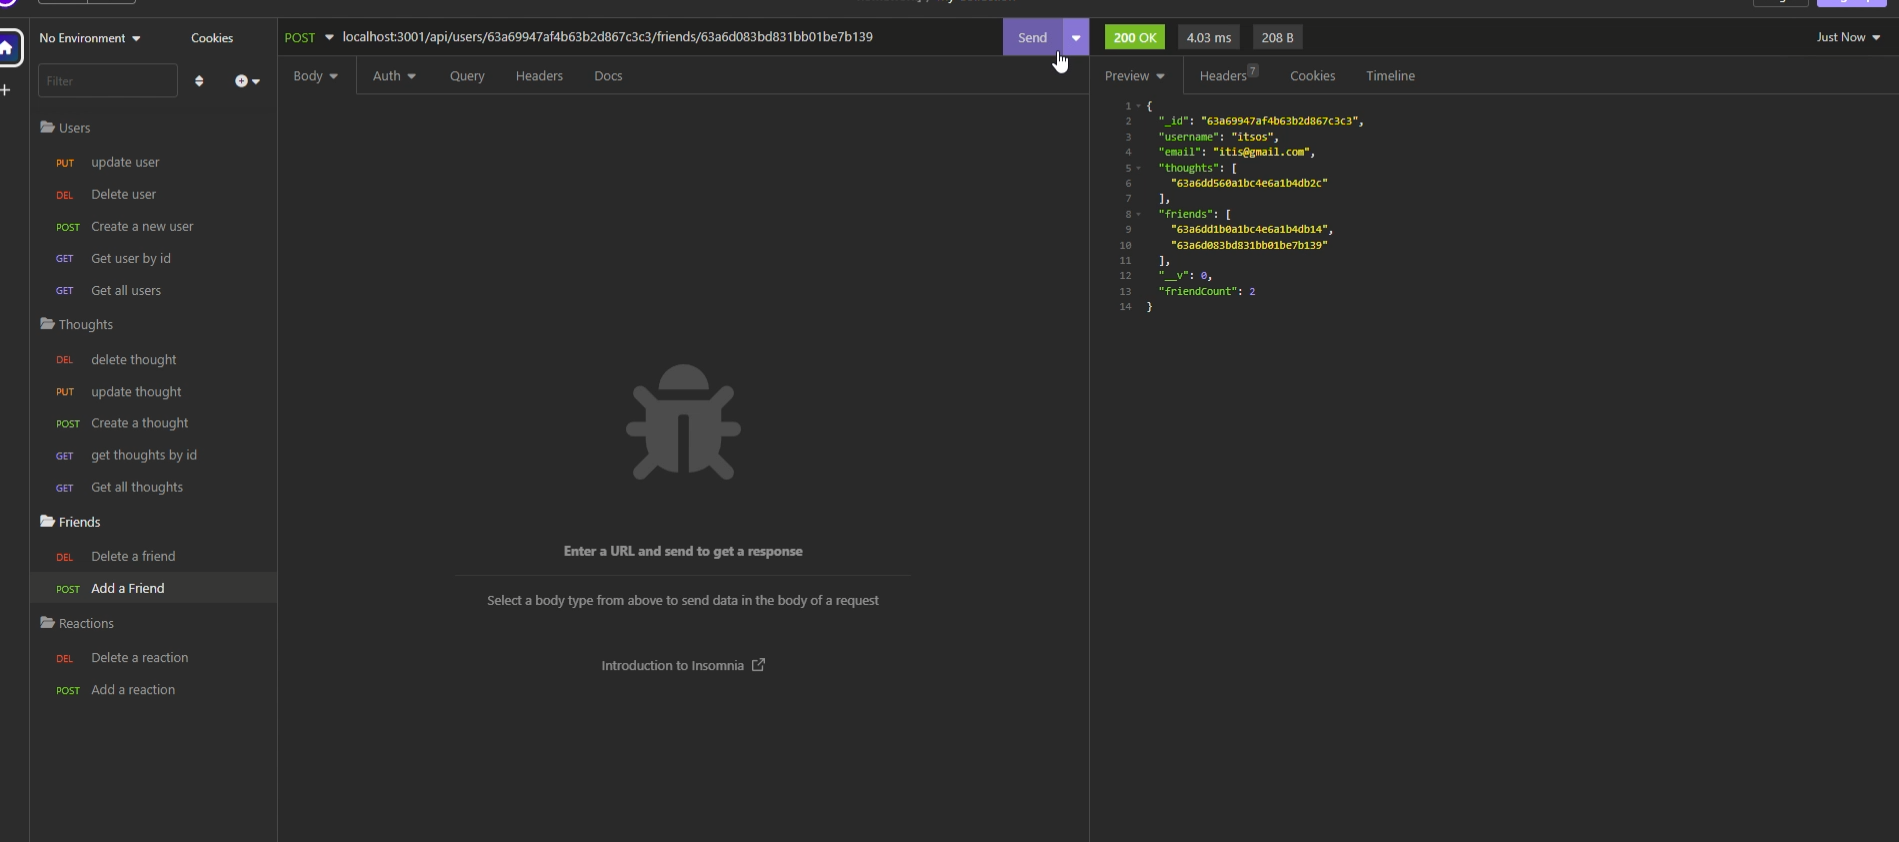 No Environment
Cookies
POST localhost:3001/api/users/63a69947af4b63b2d867c3c3/friends/63a6d083bd831bb01be7b139
Send
200 OK
4.03 ms
208 B
Just Now
Filter
Body
Auth
Query
Headers
Docs
Preview
Headers 7
Cookies
Timeline
Users
PUT update user
DEL Delete user
POST Create a new user
GET Get user by id
GET Get all users
Thoughts
DEL delete thought
PUT update thought
POST Create a thought
GET get thoughts by id
GET Get all thoughts
Friends
DEL Delete a friend
POST Add a Friend
Reactions
DEL Delete a reaction
POST Add a reaction
Enter a URL and send to get a response
Select a body type from above to send data in the body of a request
Introduction to Insomnia
1 {
2 "_id": "63a69947af4b63b2d867c3c3",
3 "username": "itsos",
4 "email": "itis@gmail.com",
5 "thoughts": [
6 "63a6dd560a1bc4e6a1b4db2c"
7 ],
8 "friends": [
9 "63a6dd1b0a1bc4e6a1b4db14",
10 "63a6d083bd831bb01be7b139"
11 ],
12 "__v": 0,
13 "friendCount": 2
14 }